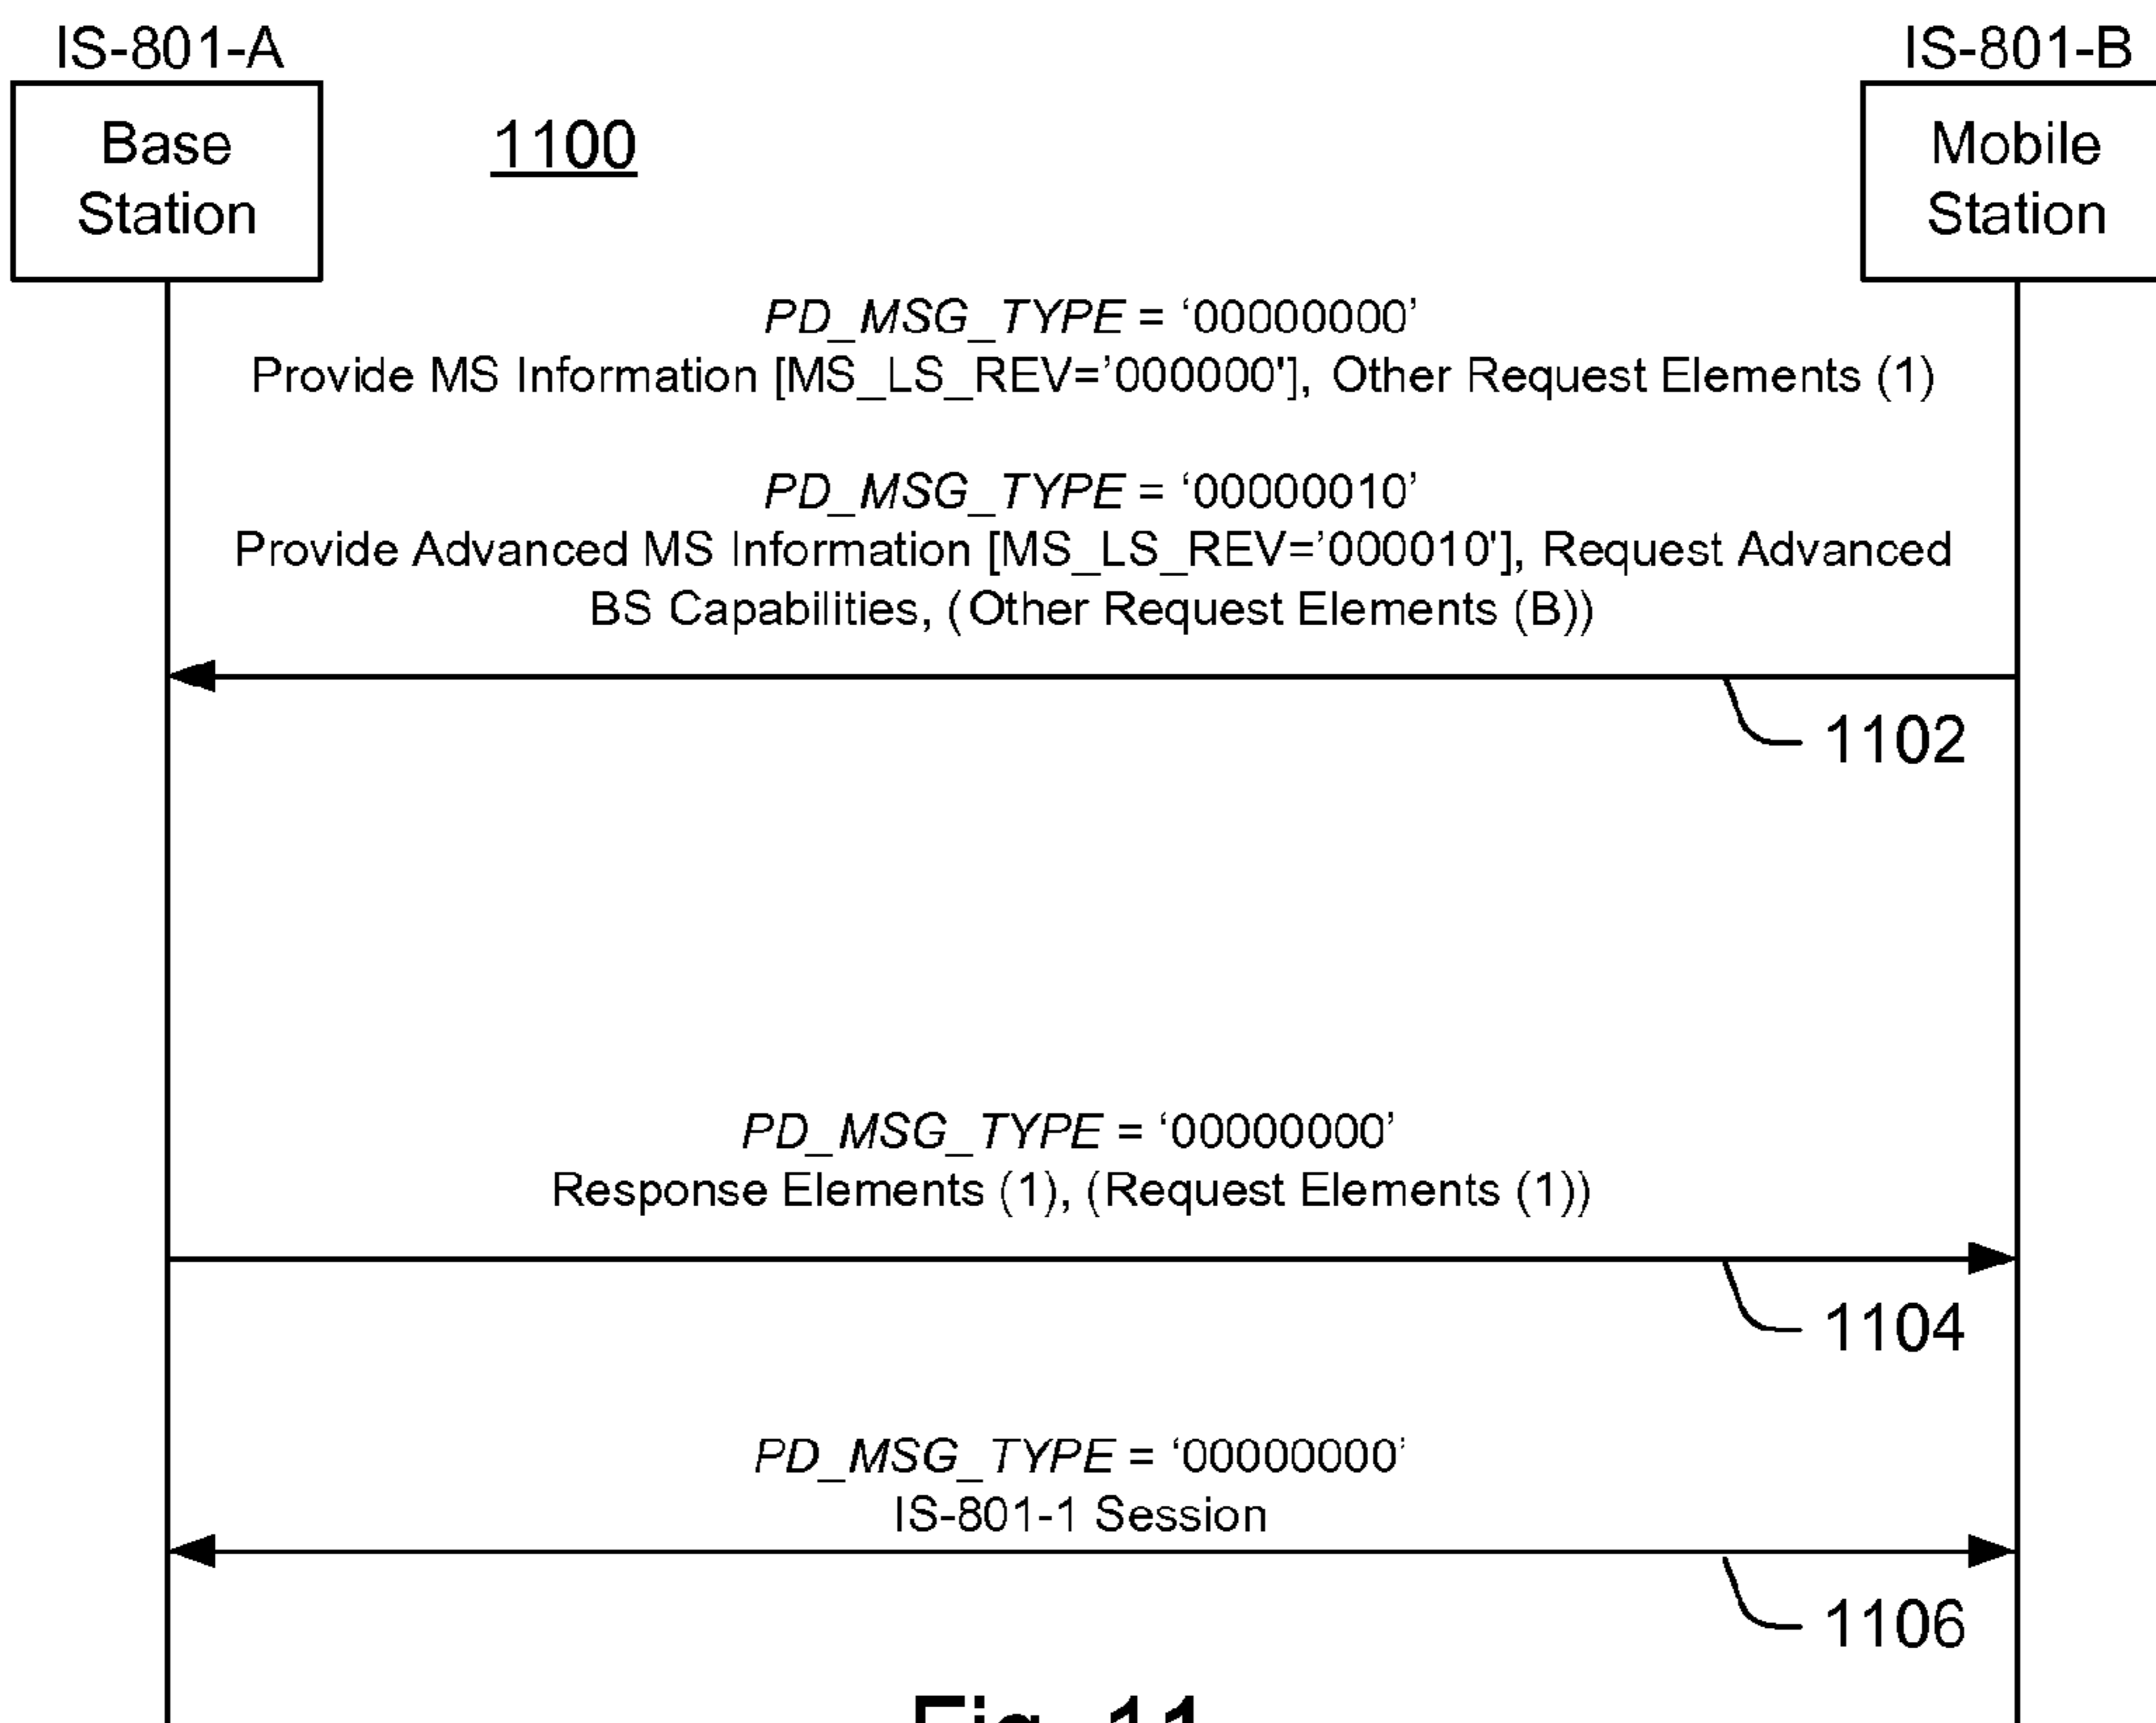 IS-801-A
IS-801-B
Base
Station
1100
Mobile
Station
PD_MSG_TYPE = ‘00000000’
Provide MS Information [MS_LS_REV=’000000'], Other Request Elements (1)
PD_MSG_TYPE = ‘00000010’
Provide Advanced MS Information [MS_LS_REV=’000010'], Request Advanced
BS Capabilities, (Other Request Elements (B))
1102
PD_MSG_TYPE = ‘00000000’
Response Elements (1), (Request Elements (1))
1104
PD_MSG_TYPE = ‘00000000’
IS-801-1 Session
1106
Fig. 11